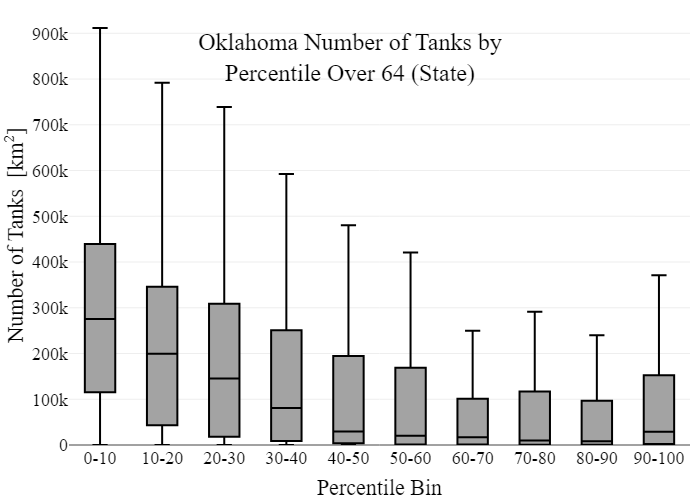 Oklahoma Number of Tanks by
Percentile Over 64 (State)
Number of Tanks [km²]
900k
800k
700k
600k
500k
400k
300k
200k
100k
0
0-10 10-20 20-30 30-40 40-50 50-60 60-70 70-80 80-90 90-100
Percentile Bin